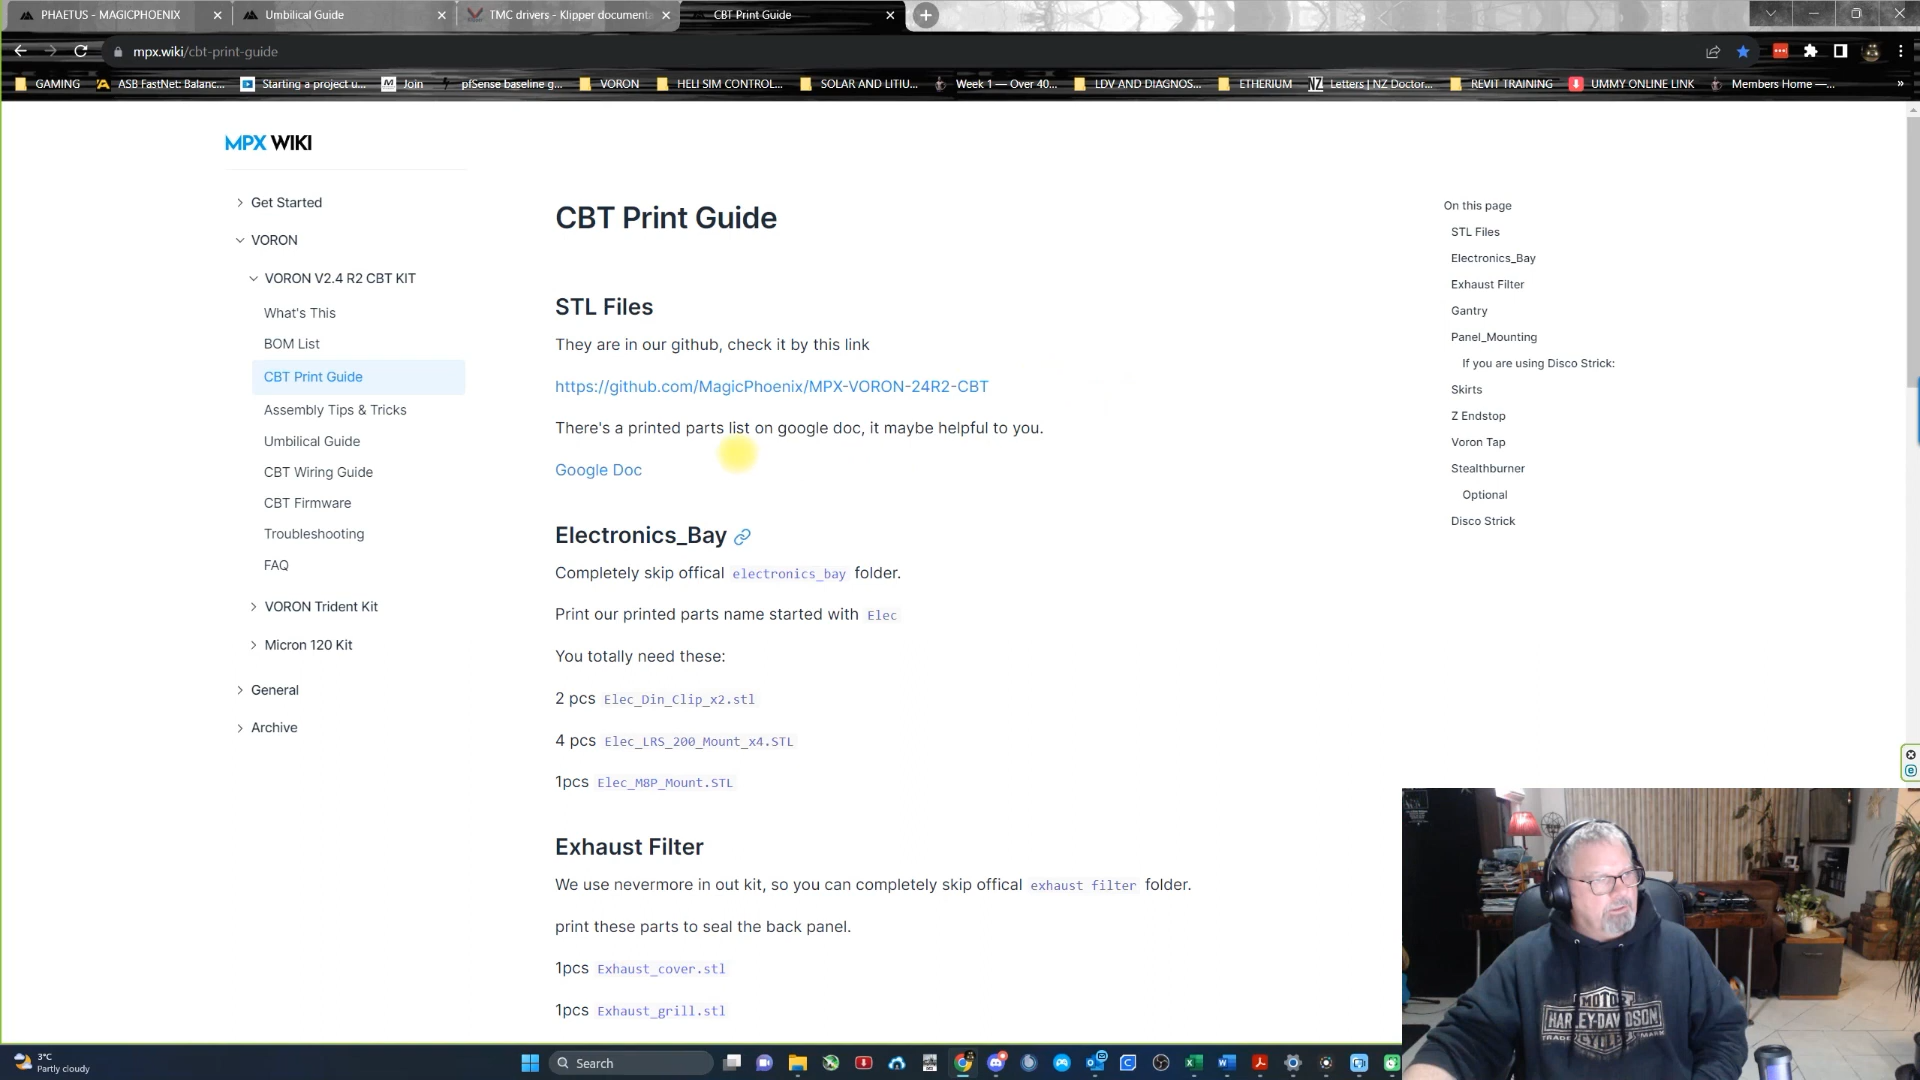 PHAETUS - MAGICPHOENIX
Umbilical Guide
TMC drivers - Klipper documenta
CBT Print Guide
mpx.wiki/cbt-print-guide
GAMING
ASB FastNet: Balanc...
Starting a project u...
Join
pfSense baseline g...
VORON
HELI SIM CONTROL...
SOLAR AND LITIU...
Week 1 — Over 40...
LDV AND DIAGNOS...
ETHERIUM
Letters | NZ Doctor...
REVIT TRAINING
UMMY ONLINE LINK
Members Home —...
»
MPX WIKI
Get Started
VORON
VORON V2.4 R2 CBT KIT
What's This
BOM List
CBT Print Guide
Assembly Tips & Tricks
Umbilical Guide
CBT Wiring Guide
CBT Firmware
Troubleshooting
FAQ
VORON Trident Kit
Micron 120 Kit
General
Archive
CBT Print Guide
STL Files
They are in our github, check it by this link
https://github.com/MagicPhoenix/MPX-VORON-24R2-CBT
There's a printed parts list on google doc, it maybe helpful to you.
Google Doc
Electronics_Bay
Completely skip offical electronics_bay folder.
Print our printed parts name started with Elec
You totally need these:
2 pcs Elec_Din_Clip_x2.stl
4 pcs Elec_LRS_200_Mount_x4.STL
1pcs Elec_M8P_Mount.STL
Exhaust Filter
We use nevermore in out kit, so you can completely skip offical exhaust filter folder.
print these parts to seal the back panel.
1pcs Exhaust_cover.stl
1pcs Exhaust_grill.stl
On this page
STL Files
Electronics_Bay
Exhaust Filter
Gantry
Panel_Mounting
If you are using Disco Strick:
Skirts
Z Endstop
Voron Tap
Stealthburner
Optional
Disco Strick
MOTOR
HARLEY-DAVIDSON
3°C
Partly cloudy
Search